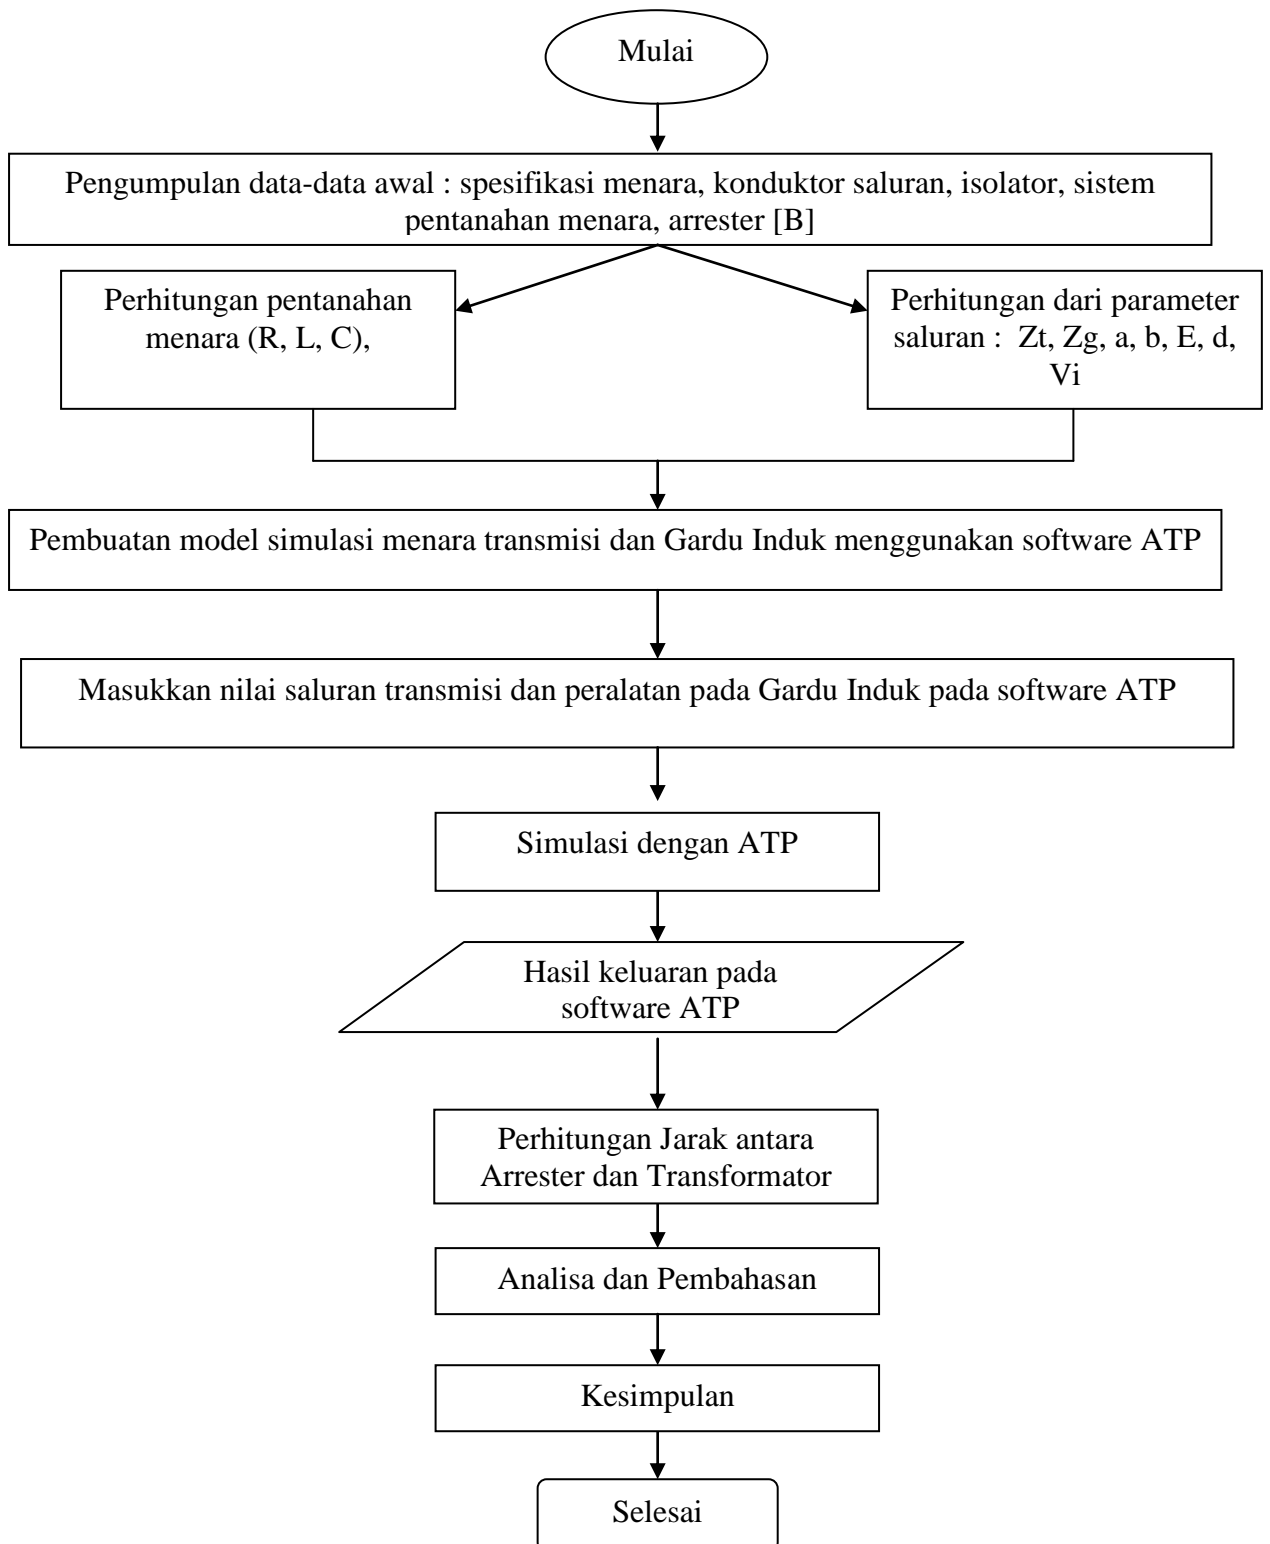 Mulai
Pengumpulan data-data awal : spesifikasi menara, konduktor saluran, isolator, sistem
pentanahan menara, arrester [B]
Perhitungan pentanahan
menara (R, L, C),
Perhitungan dari parameter
saluran : Zt, Zg, a, b, E, d,
Vi
Pembuatan model simulasi menara transmisi dan Gardu Induk menggunakan software ATP
Masukkan nilai saluran transmisi dan peralatan pada Gardu Induk pada software ATP
Simulasi dengan ATP
Hasil keluaran pada
software ATP
Perhitungan Jarak antara
Arrester dan Transformator
Analisa dan Pembahasan
Kesimpulan
Selesai